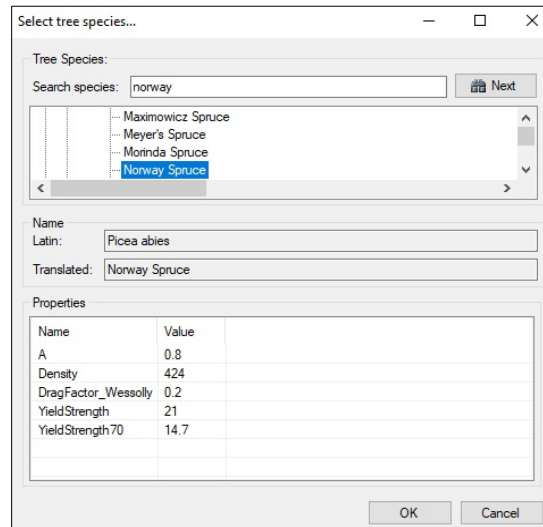 Select tree species...
Tree Species:
Search species: norway Next
Maximowicz Spruce
Meyer's Spruce
Morinda Spruce
Norway Spruce
Name
Latin: Picea abies
Translated: Norway Spruce
Properties
Name Value
A 0.8
Density 424
DragFactor_Wessolly 0.2
YieldStrength 21
YieldStrength70 14.7
OK Cancel